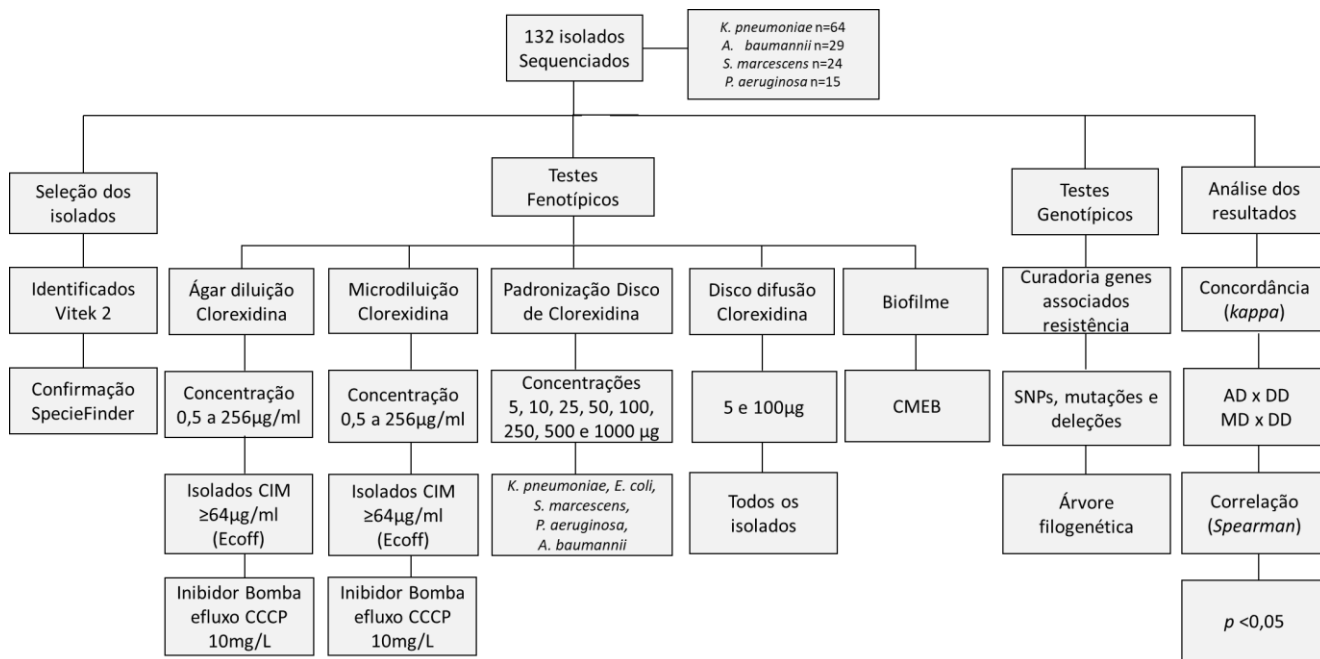 132 isolados
Sequenciados
K. pneumoniae n=64
A. baumannii n=29
S. marcescens n=24
P. aeruginosa n=15
Seleção dos
isolados
Identificados
Vitek 2
Confirmação
SpecieFinder
Testes
Fenotípicos
Ágar diluição
Clorexidina
Concentração
0,5 a 256µg/ml
Isolados CIM
≥64µg/ml
(Ecoff)
Inibidor Bomba
efluxo CCCP
10mg/L
Microdiluição
Clorexidina
Concentração
0,5 a 256µg/ml
Isolados CIM
≥64µg/ml
(Ecoff)
Inibidor Bomba
efluxo CCCP
10mg/L
Padronização Disco
de Clorexidina
Concentrações
5, 10, 25, 50, 100,
250, 500 e 1000 µg
K. pneumoniae, E. coli,
S. marcescens,
P. aeruginosa,
A. baumannii
Disco difusão
Clorexidina
5 e 100µg
Todos os
isolados
Biofilme
CMEB
Testes
Genotípicos
Curadoria genes
associados
resistência
SNPs, mutações e
deleções
Árvore
filogenética
Análise dos
resultados
Concordância
(kappa)
AD x DD
MD x DD
Correlação
(Spearman)
p <0,05